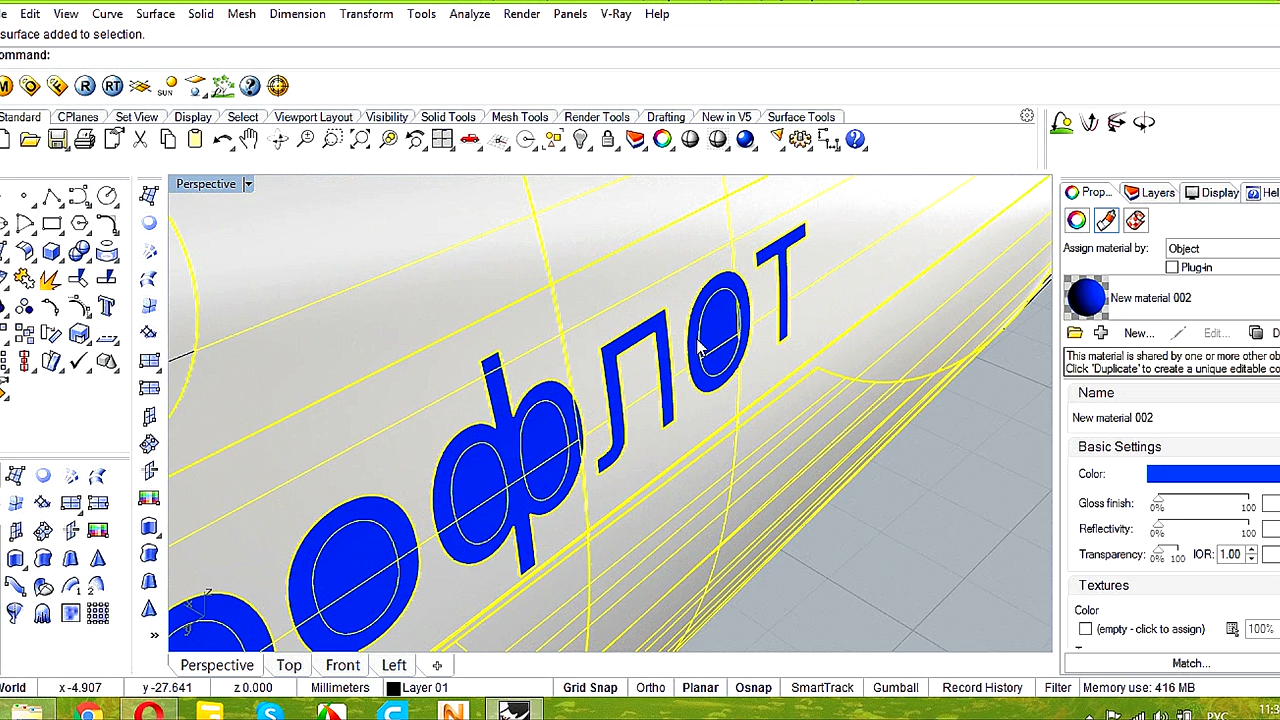 Edit View Curve Surface Solid Mesh Dimension Transform Tools Analyze Render Panels V-Ray Help
surface added to selection.
ommand:
M R RT SUN ?
Standard CPlanes Set View Display Select Viewport Layout Visibility Solid Tools Mesh Tools Render Tools Drafting New in V5 Surface Tools
Perspective
Prop... Layers Display Hel
Assign material by: Object
Plug-in
New material 002
New... Edit... D
This material is shared by one or more other ob
Click 'Duplicate' to create a unique editable co
Name
New material 002
Basic Settings
Color:
Gloss finish: 0% 100
Reflectivity: 0% 100
Transparency: 0% 100 IOR: 1.00
Textures
Color
(empty - click to assign) 100%
Match...
офлот
z
x
y
Perspective Top Front Left
World x -4.907 y -27.641 z 0.000 Millimeters Layer 01 Grid Snap Ortho Planar Osnap SmartTrack Gumball Record History Filter Memory use: 416 MB
РУС 11:3